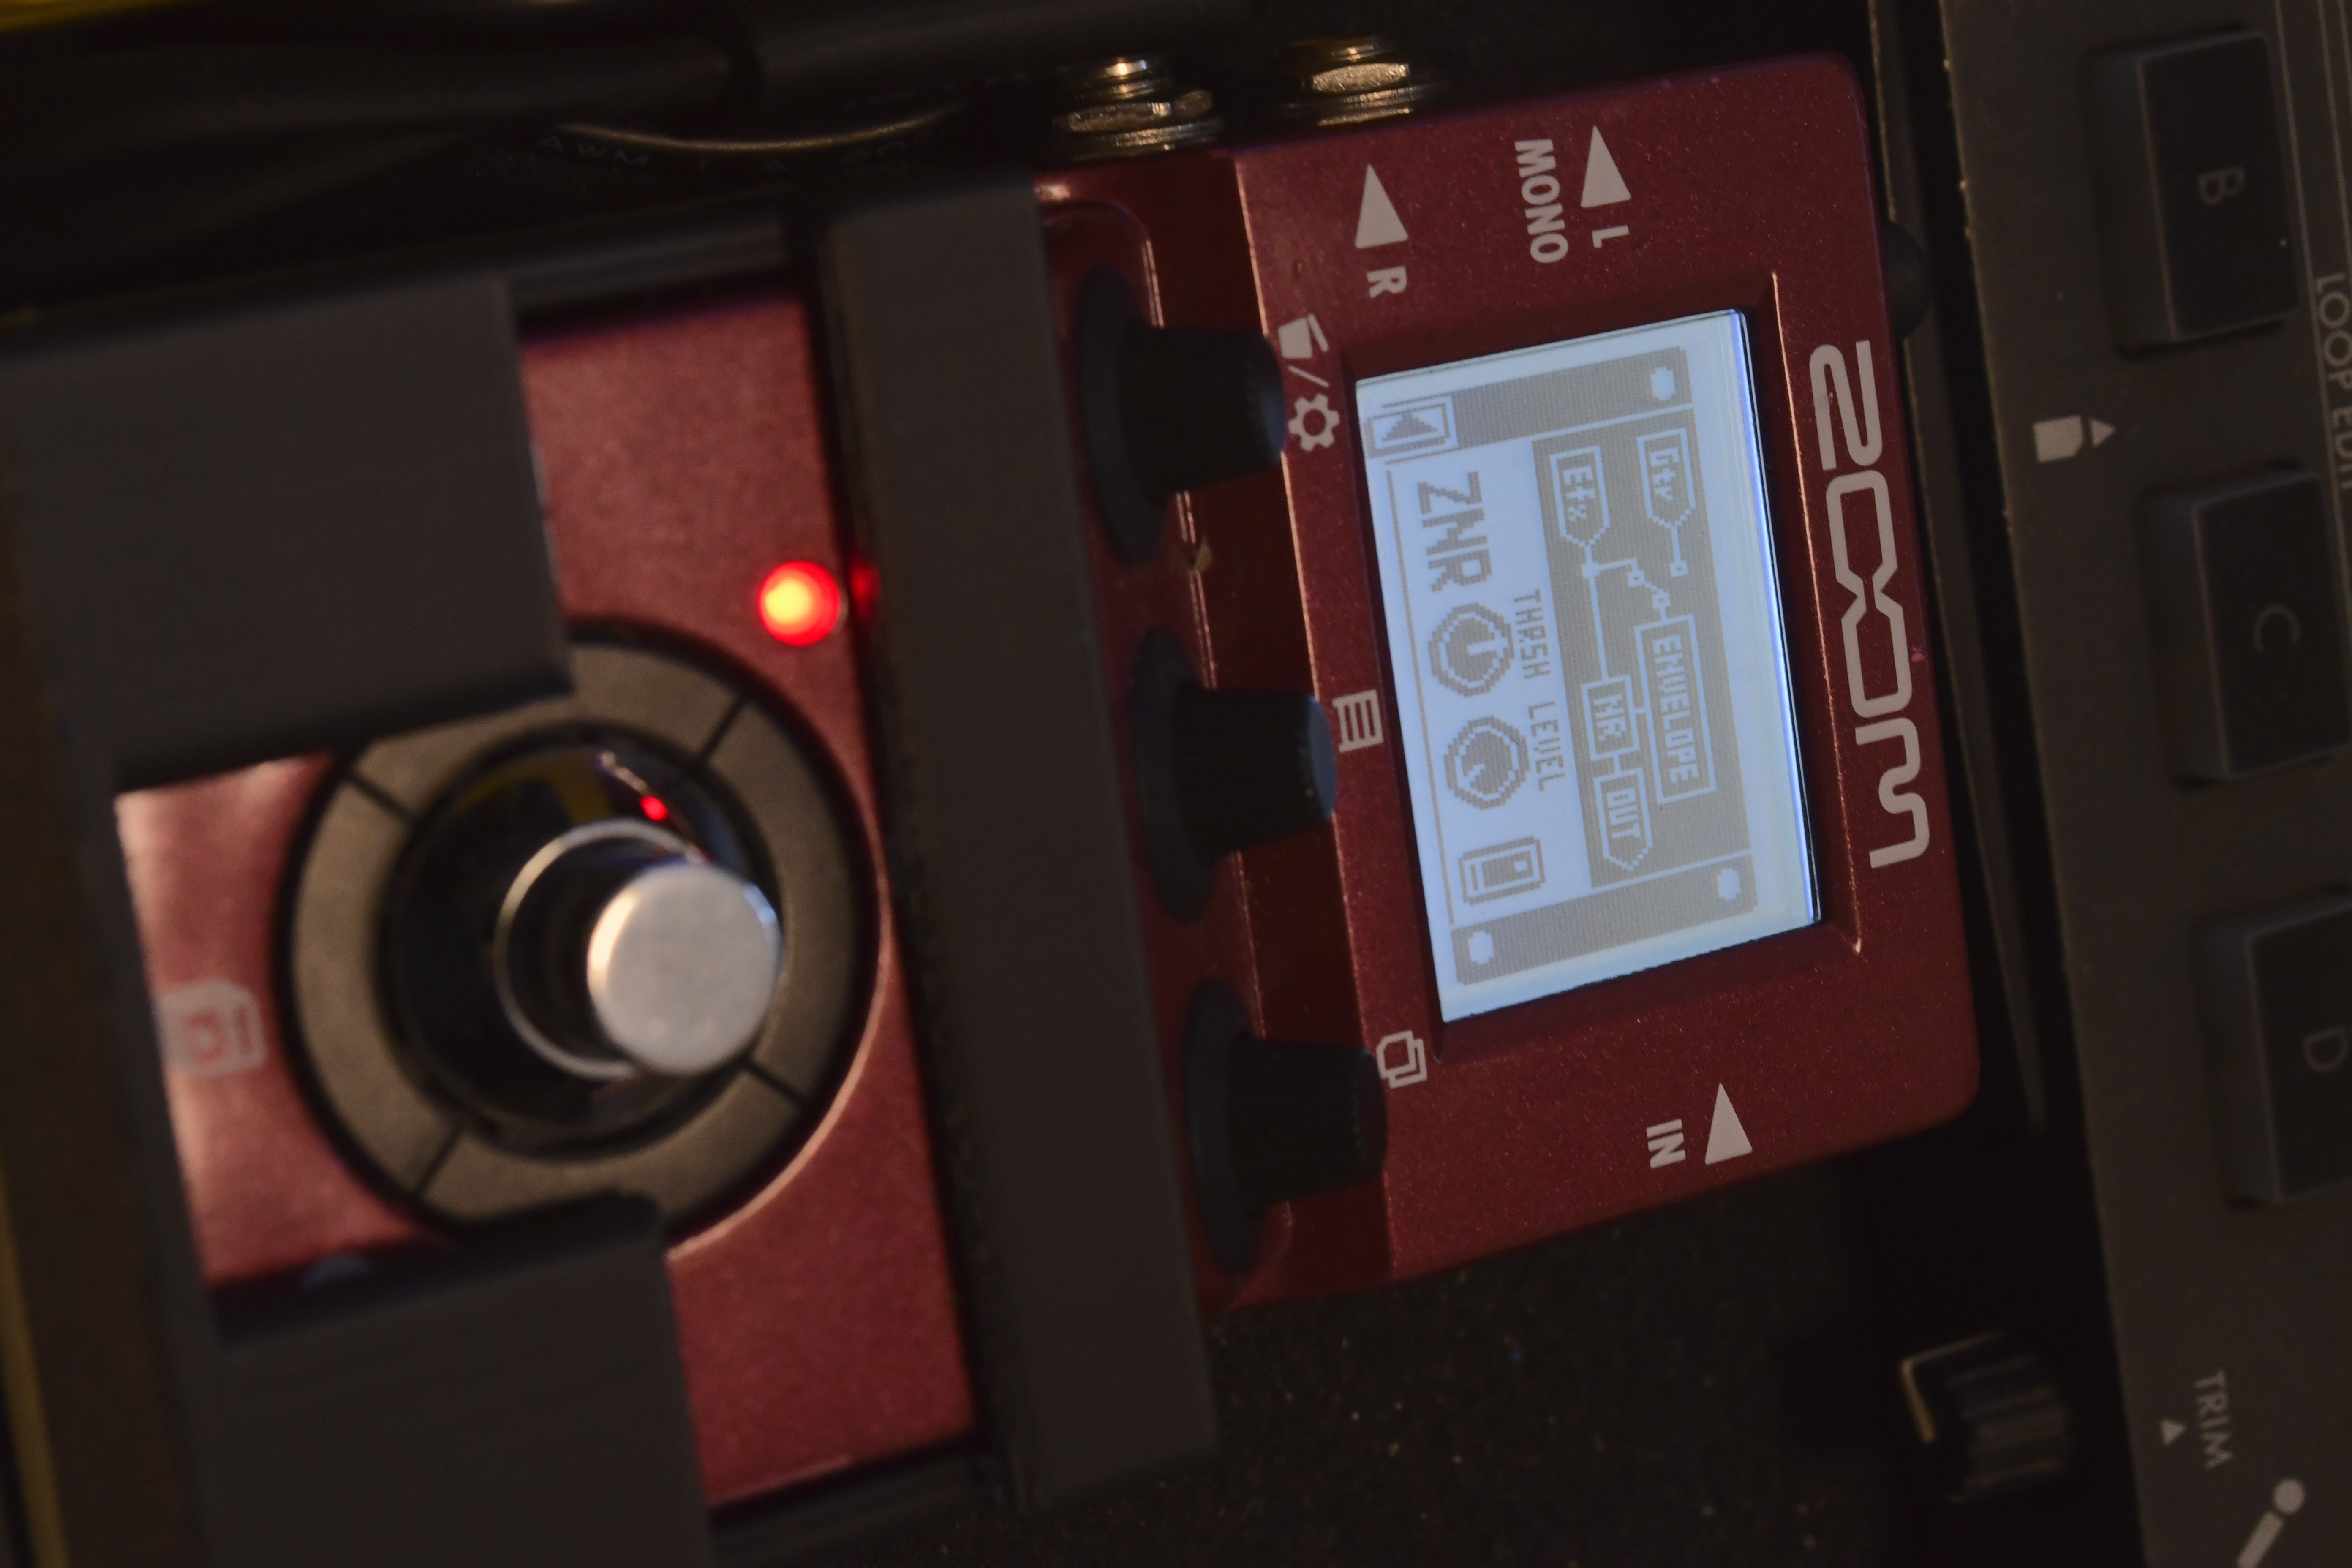 LOOP EDIT
B
C
D
TRIM
ZOOM
Gtr
ENVELOPE
NR
OUT
Efx
THRSH LEVEL
ZNR
IN
L
MONO
R
/